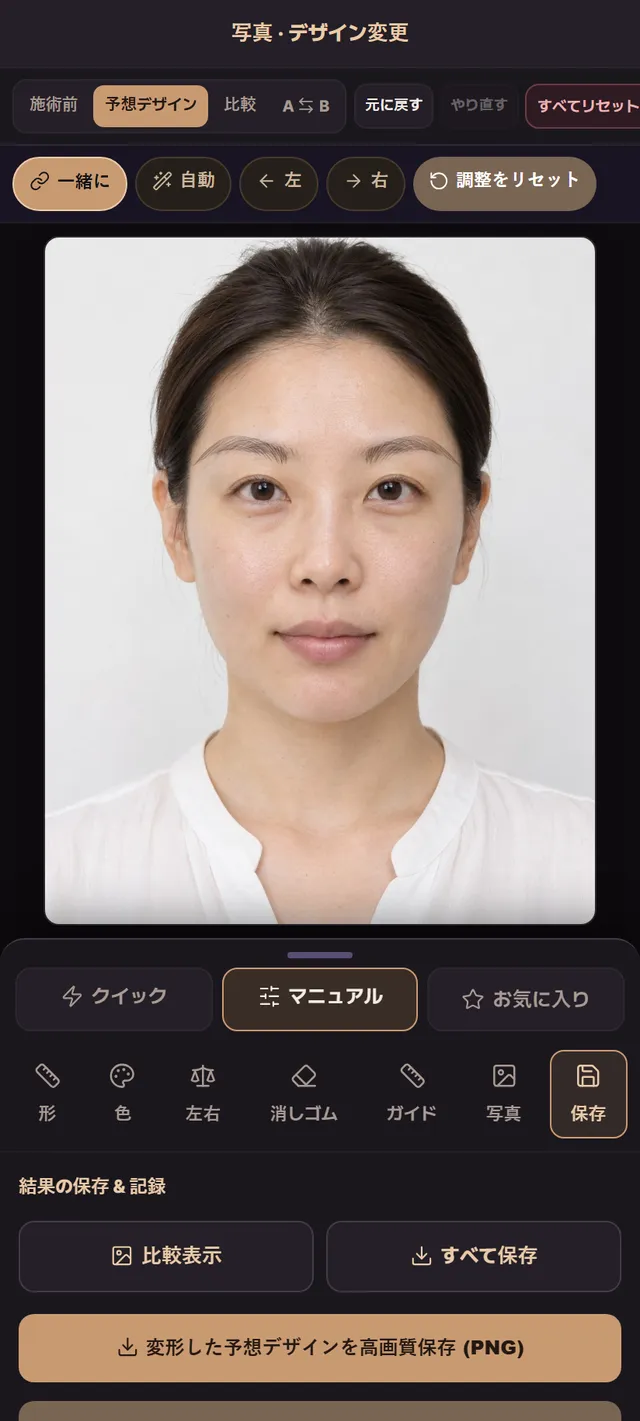 写真・デザイン変更
施術前 予想デザイン 比較 A ⇆ B 元に戻す やり直す すべてリセット
一緒に 自動 ← 左 → 右 調整をリセット
クイック マニュアル お気に入り
形 色 左右 消しゴム ガイド 写真 保存
結果の保存 & 記録
比較表示 すべて保存
変形した予想デザインを高画質保存 (PNG)